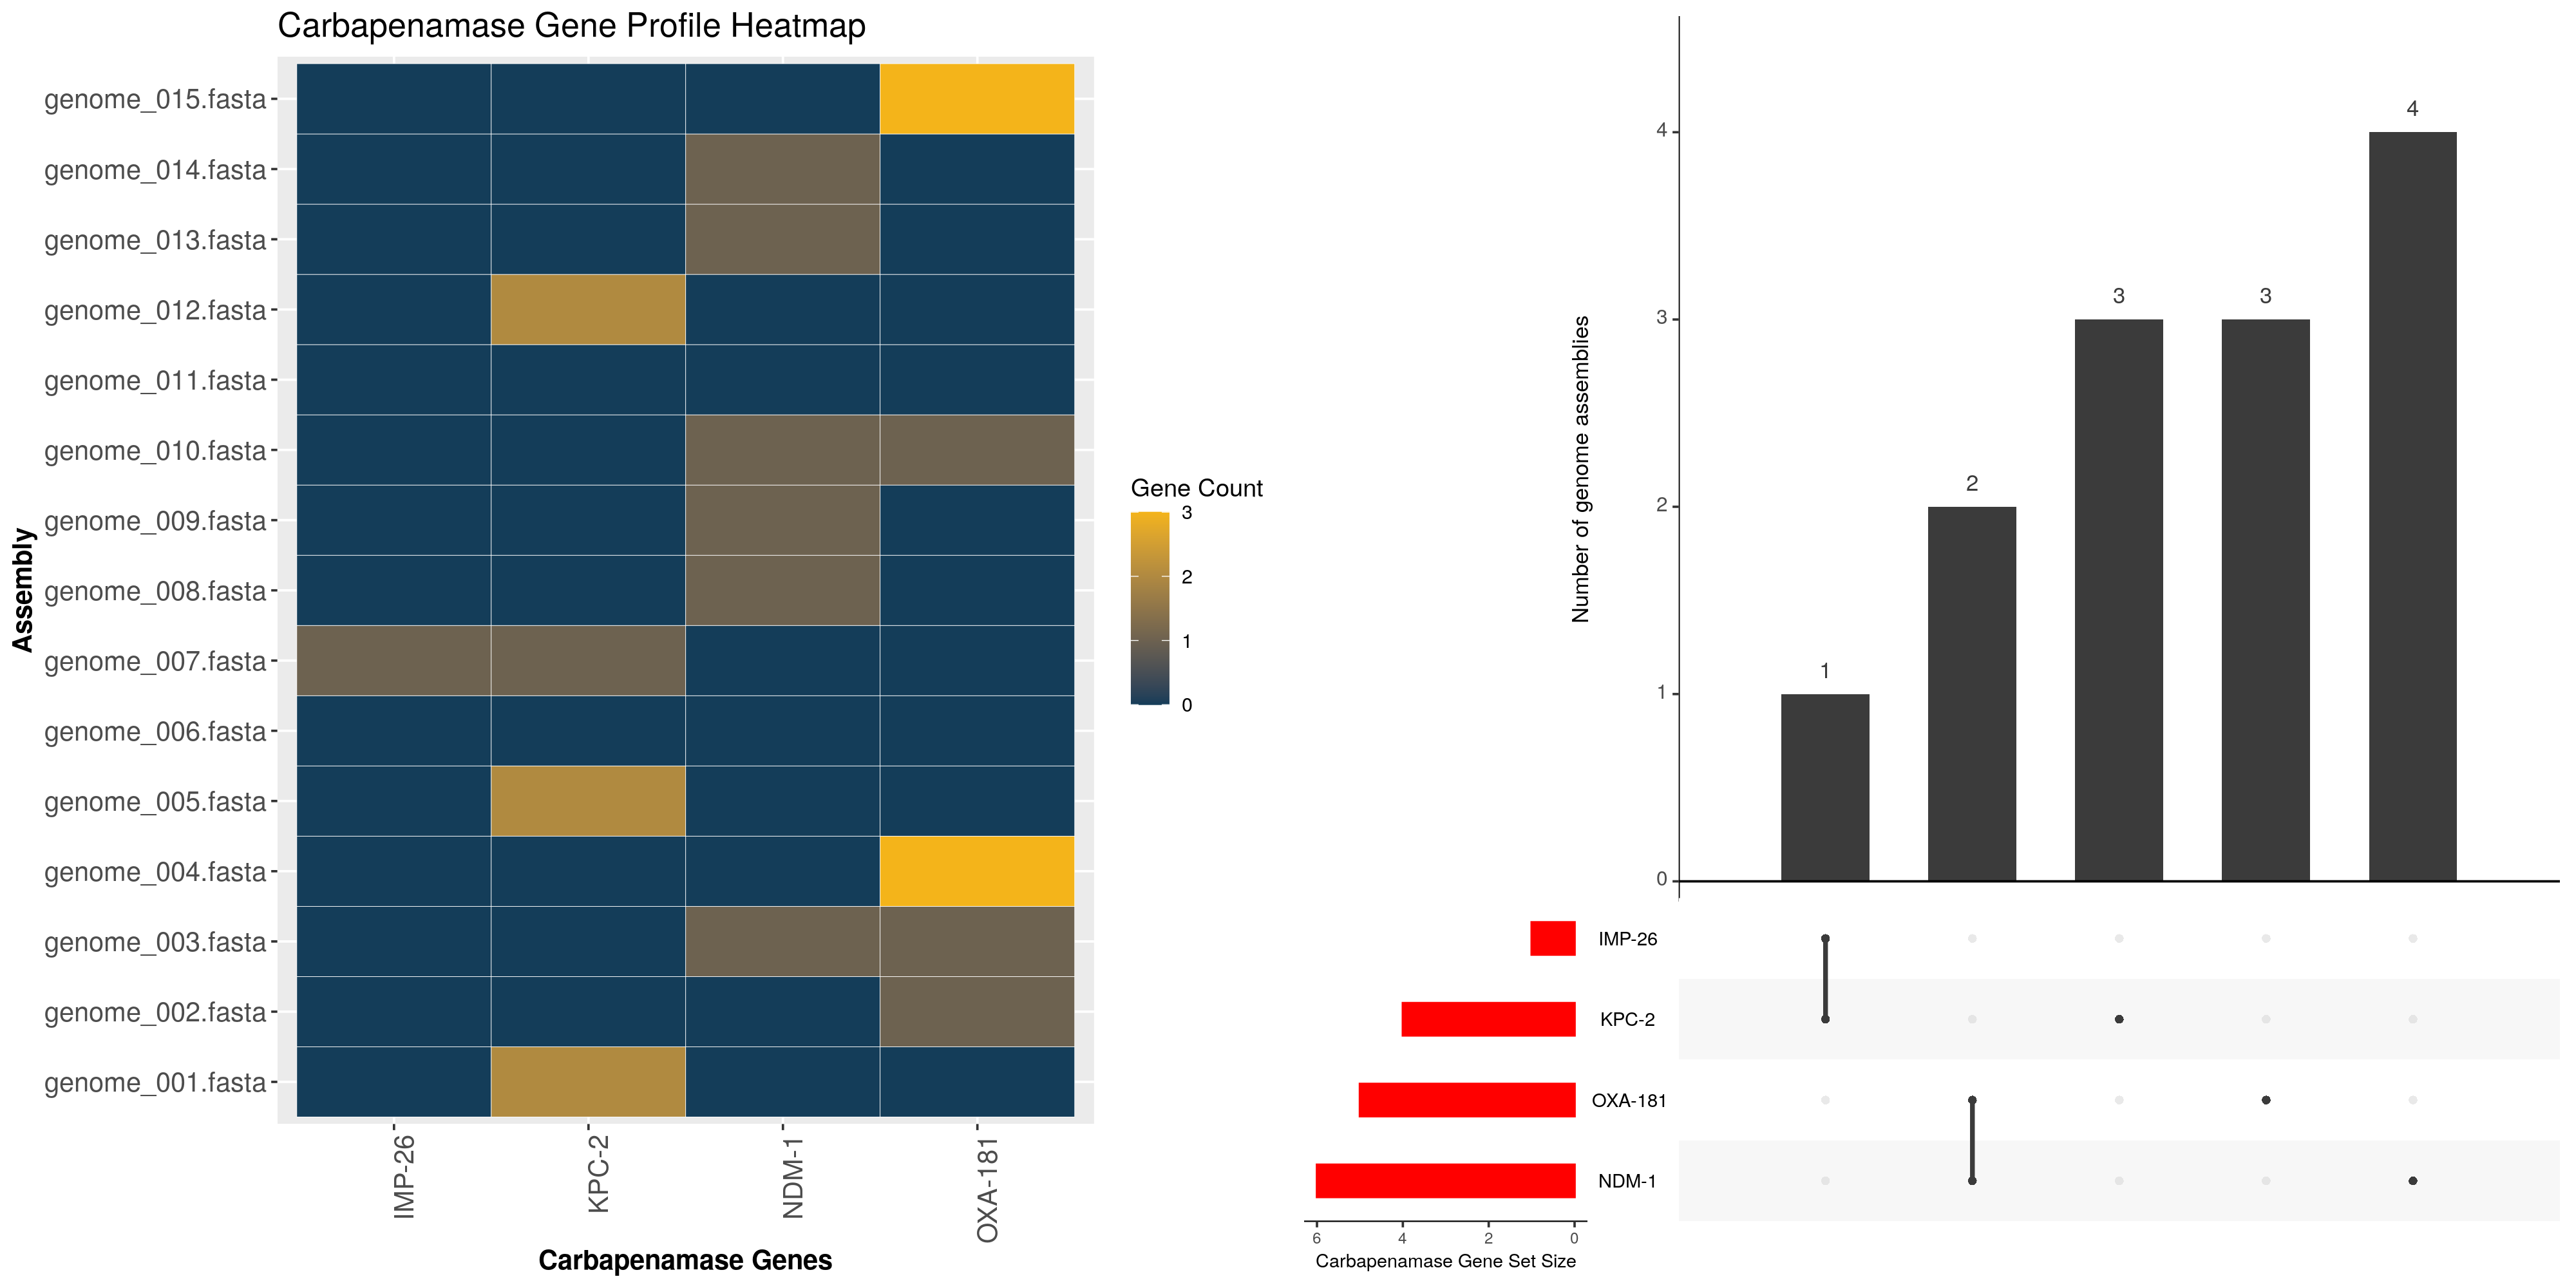 Carbapenamase Gene Profile Heatmap
Assembly
genome_015.fasta
genome_014.fasta
genome_013.fasta
genome_012.fasta
genome_011.fasta
genome_010.fasta
genome_009.fasta
genome_008.fasta
genome_007.fasta
genome_006.fasta
genome_005.fasta
genome_004.fasta
genome_003.fasta
genome_002.fasta
genome_001.fasta
IMP-26
KPC-2
NDM-1
OXA-181
Carbapenamase Genes
Gene Count
3
2
1
0
Number of genome assemblies
4
3
2
1
0
1
2
3
3
4
IMP-26
KPC-2
OXA-181
NDM-1
6 4 2 0
Carbapenamase Gene Set Size